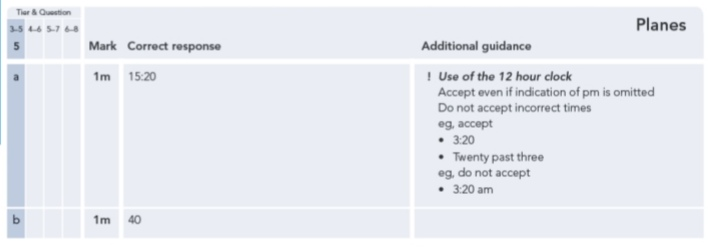 Tier & Question
3–5 4–6 5–7 6–8
Planes
5 Mark Correct response Additional guidance
a 1m 15:20 ! Use of the 12 hour clock
Accept even if indication of pm is omitted
Do not accept incorrect times
eg, accept
• 3:20
• Twenty past three
eg, do not accept
• 3:20 am
b 1m 40